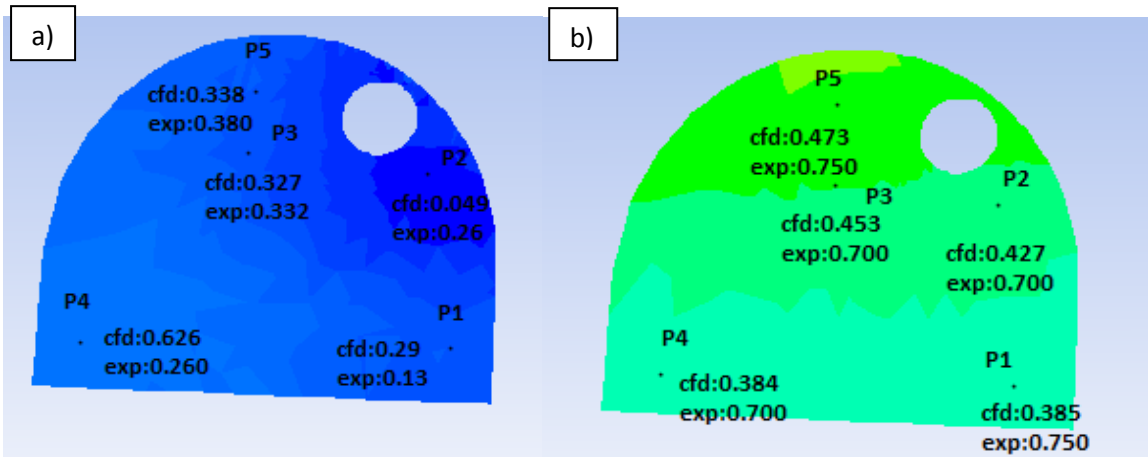 a)
P5
cfd:0.338
exp:0.380
P3
cfd:0.327
exp:0.332
P2
cfd:0.049
exp:0.26
P4
cfd:0.626
exp:0.260
P1
cfd:0.29
exp:0.13
b)
P5
cfd:0.473
exp:0.750
P3
cfd:0.453
exp:0.700
P2
cfd:0.427
exp:0.700
P4
cfd:0.384
exp:0.700
P1
cfd:0.385
exp:0.750